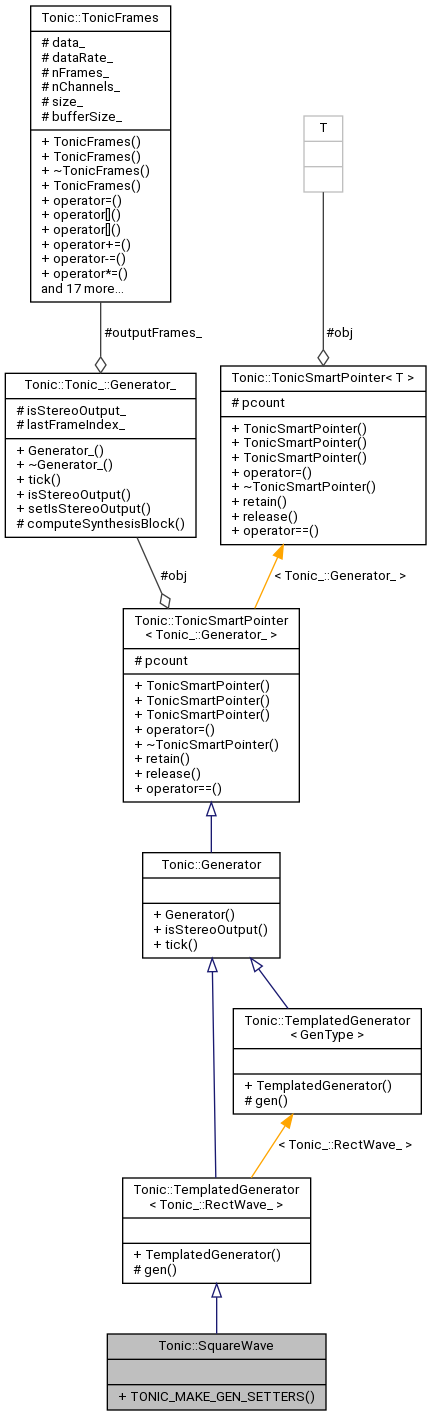 Tonic::TonicFrames
# data_
# dataRate_
# nFrames_
# nChannels_
# size_
# bufferSize_
+ TonicFrames()
+ TonicFrames()
+ ~TonicFrames()
+ TonicFrames()
+ operator=()
+ operator[]()
+ operator[]()
+ operator+=()
+ operator-=()
+ operator*=()
and 17 more...
T
#outputFrames_
#obj
Tonic::Tonic_::Generator_
# isStereoOutput_
# lastFrameIndex_
+ Generator_()
+ ~Generator_()
+ tick()
+ isStereoOutput()
+ setIsStereoOutput()
# computeSynthesisBlock()
Tonic::TonicSmartPointer< T >
# pcount
+ TonicSmartPointer()
+ TonicSmartPointer()
+ TonicSmartPointer()
+ operator=()
+ ~TonicSmartPointer()
+ retain()
+ release()
+ operator==()
#obj
< Tonic_::Generator_ >
Tonic::TonicSmartPointer
< Tonic_::Generator_ >
# pcount
+ TonicSmartPointer()
+ TonicSmartPointer()
+ TonicSmartPointer()
+ operator=()
+ ~TonicSmartPointer()
+ retain()
+ release()
+ operator==()
Tonic::Generator
+ Generator()
+ isStereoOutput()
+ tick()
Tonic::TemplatedGenerator
< GenType >
+ TemplatedGenerator()
# gen()
< Tonic_::RectWave_ >
Tonic::TemplatedGenerator
< Tonic_::RectWave_ >
+ TemplatedGenerator()
# gen()
Tonic::SquareWave
+ TONIC_MAKE_GEN_SETTERS()